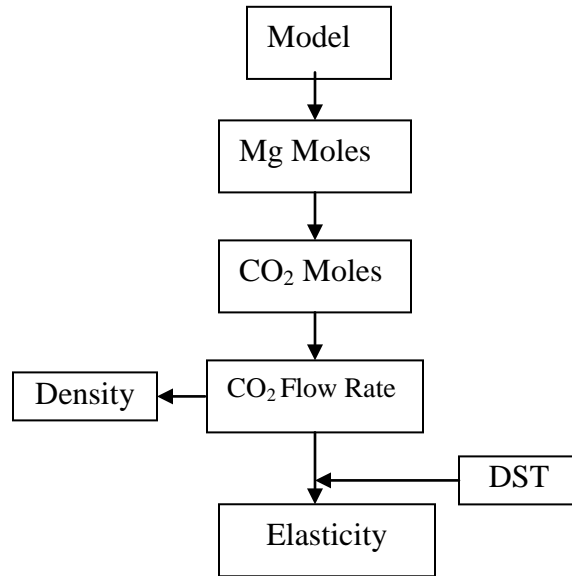 Model
Mg Moles
CO₂ Moles
CO₂ Flow Rate
Density
DST
Elasticity